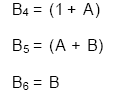 B₄ = (1 + A)
B₅ = (A + B)
B₆ = B